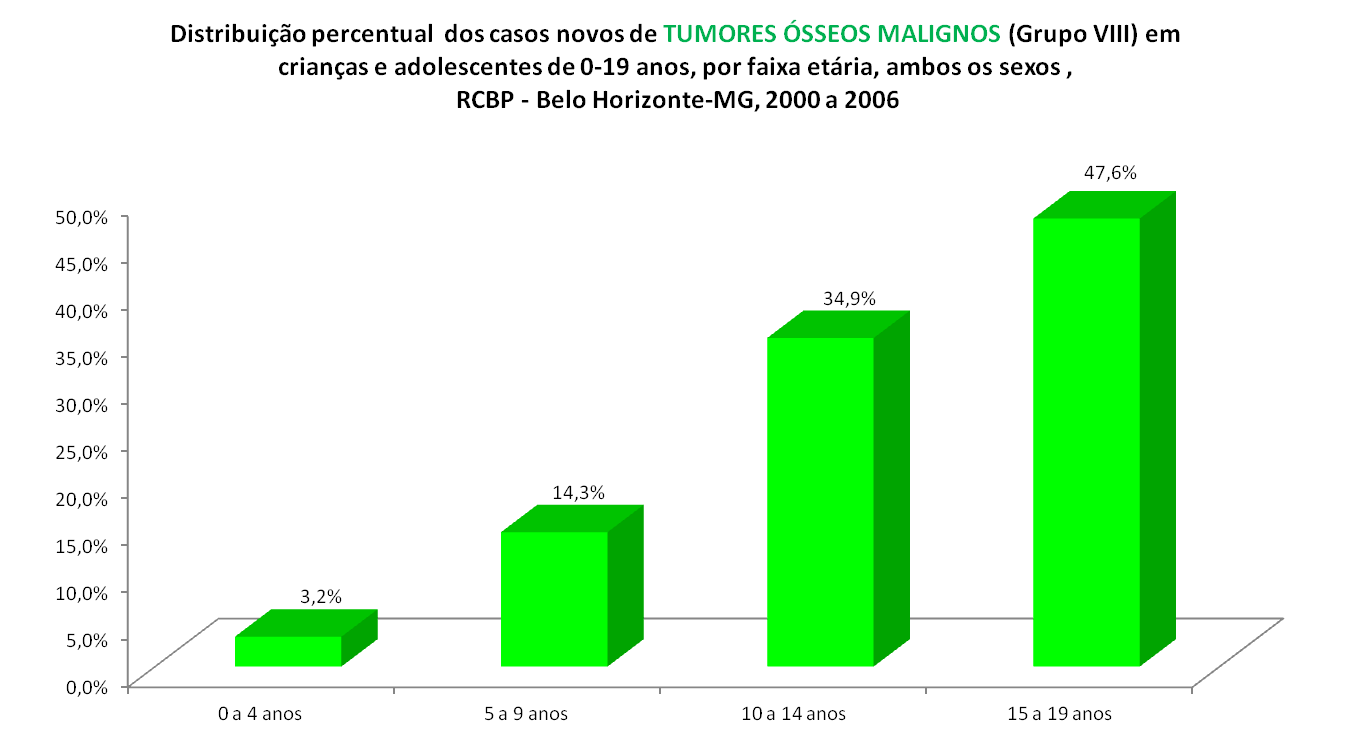 Distribuição percentual dos casos novos de TUMORES ÓSSEOS MALIGNOS (Grupo VIII) em
crianças e adolescentes de 0-19 anos, por faixa etária, ambos os sexos ,
RCBP - Belo Horizonte-MG, 2000 a 2006
47,6%
50,0%
45,0%
34,9%
40,0%
35,0%
30,0%
25,0%
14,3%
20,0%
15,0%
3,2%
10,0%
5,0%
0,0%
0 a 4 anos
5 a 9 anos
10 a 14 anos
15 a 19 anos